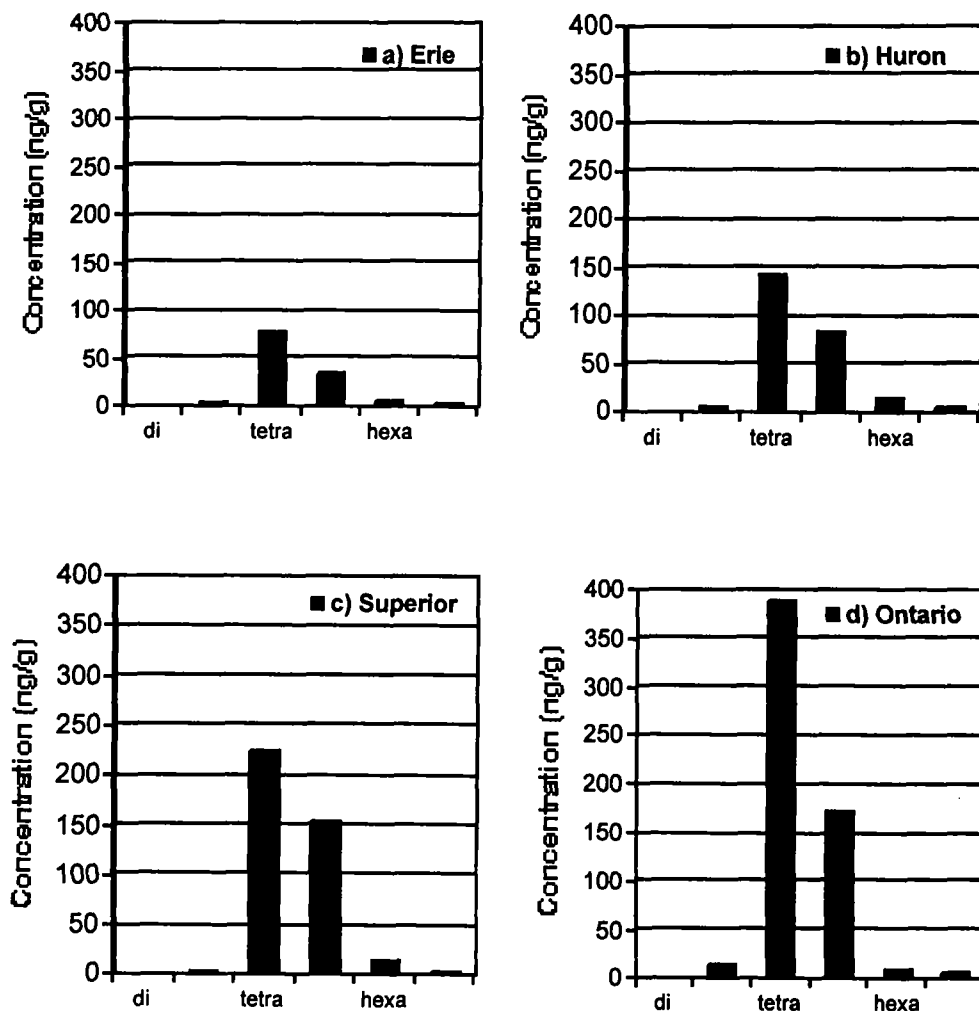 a) Erie
Concentration (ng/g)
400
350
300
250
200
150
100
50
0
di
tetra
hexa
b) Huron
Concentration (ng/g)
400
350
300
250
200
150
100
50
0
di
tetra
hexa
c) Superior
Concentration (ng/g)
400
350
300
250
200
150
100
50
0
di
tetra
hexa
d) Ontario
Concentration (ng/g)
400
350
300
250
200
150
100
50
0
di
tetra
hexa